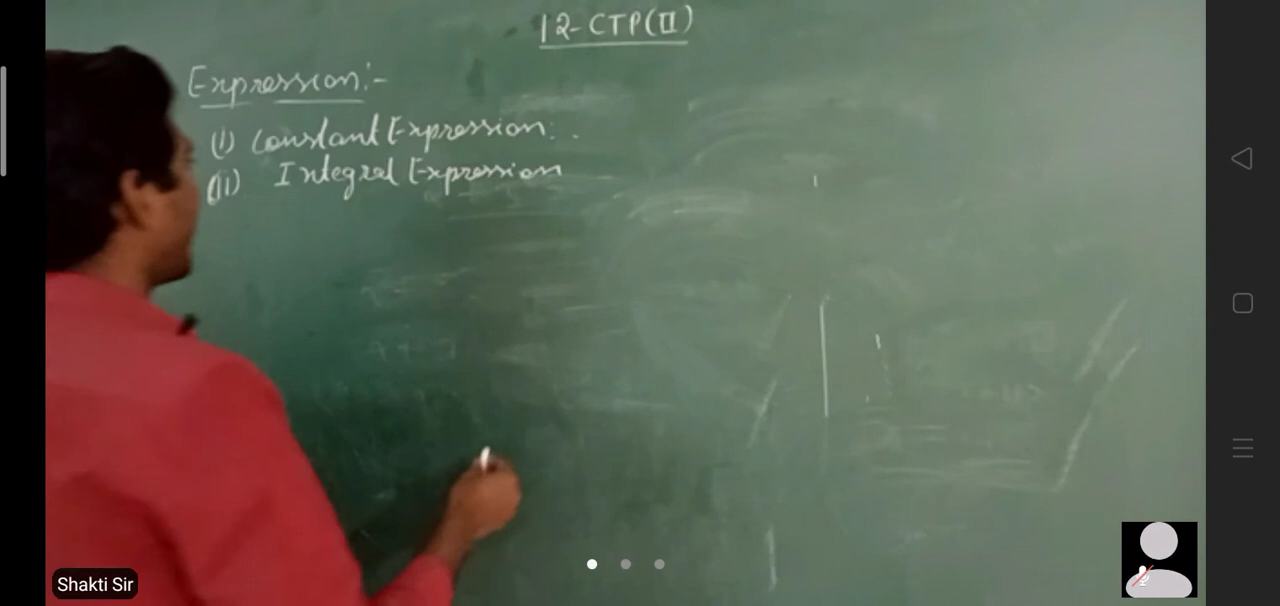 12-CTP(II)
Expression:-
(i) Constant Expression:.
(ii) Integral Expression
Shakti Sir